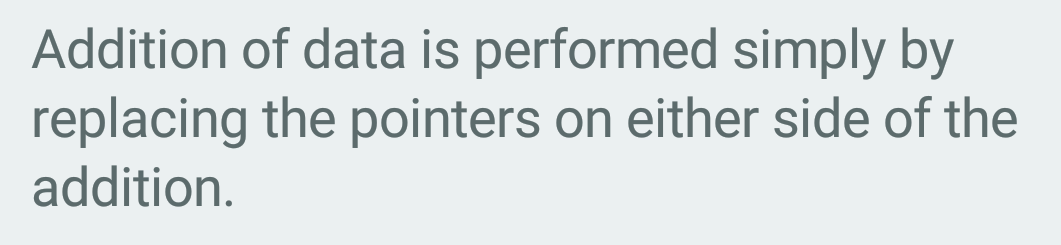 Addition of data is performed simply by
replacing the pointers on either side of the
addition.